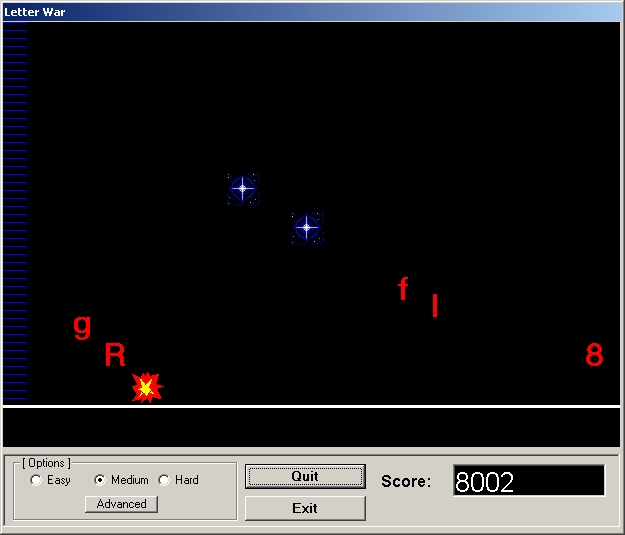 Letter War
f
l
g
R
8
[ Options ]
Easy
Medium
Hard
Advanced
Quit
Exit
Score:
8002